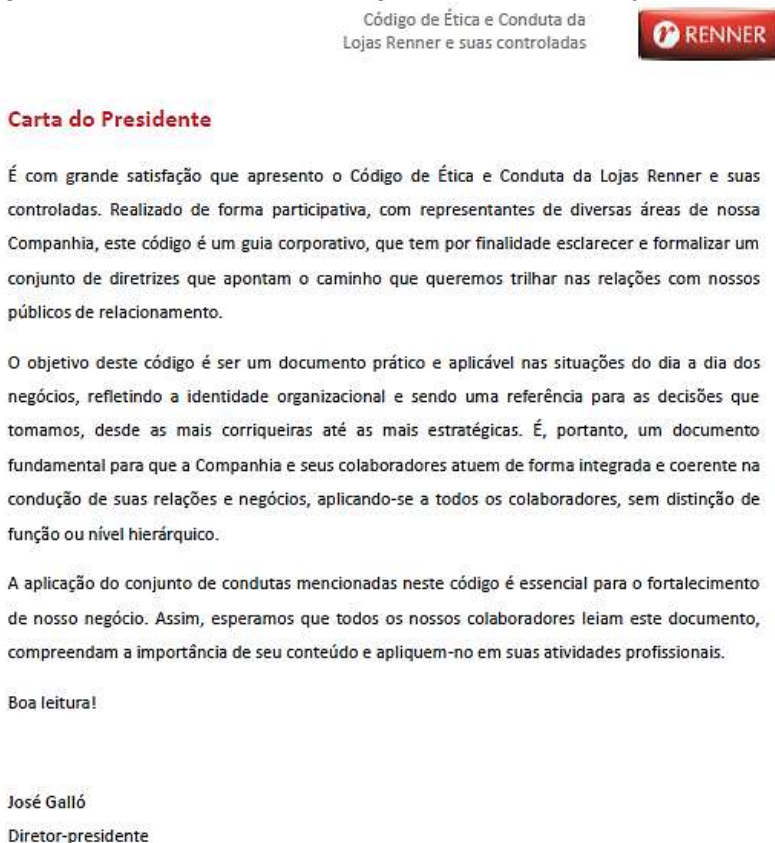 Código de Ética e Conduta da
Lojas Renner e suas controladas
r RENNER
Carta do Presidente
É com grande satisfação que apresento o Código de Ética e Conduta da Lojas Renner e suas
controladas. Realizado de forma participativa, com representantes de diversas áreas de nossa
Companhia, este código é um guia corporativo, que tem por finalidade esclarecer e formalizar um
conjunto de diretrizes que apontam o caminho que queremos trilhar nas relações com nossos
públicos de relacionamento.
O objetivo deste código é ser um documento prático e aplicável nas situações do dia a dia dos
negócios, refletindo a identidade organizacional e sendo uma referência para as decisões que
tomamos, desde as mais corriqueiras até as mais estratégicas. É, portanto, um documento
fundamental para que a Companhia e seus colaboradores atuem de forma integrada e coerente na
condução de suas relações e negócios, aplicando-se a todos os colaboradores, sem distinção de
função ou nível hierárquico.
A aplicação do conjunto de condutas mencionadas neste código é essencial para o fortalecimento
de nosso negócio. Assim, esperamos que todos os nossos colaboradores leiam este documento,
compreendam a importância de seu conteúdo e apliquem-no em suas atividades profissionais.
Boa leitura!
José Galló
Diretor-presidente